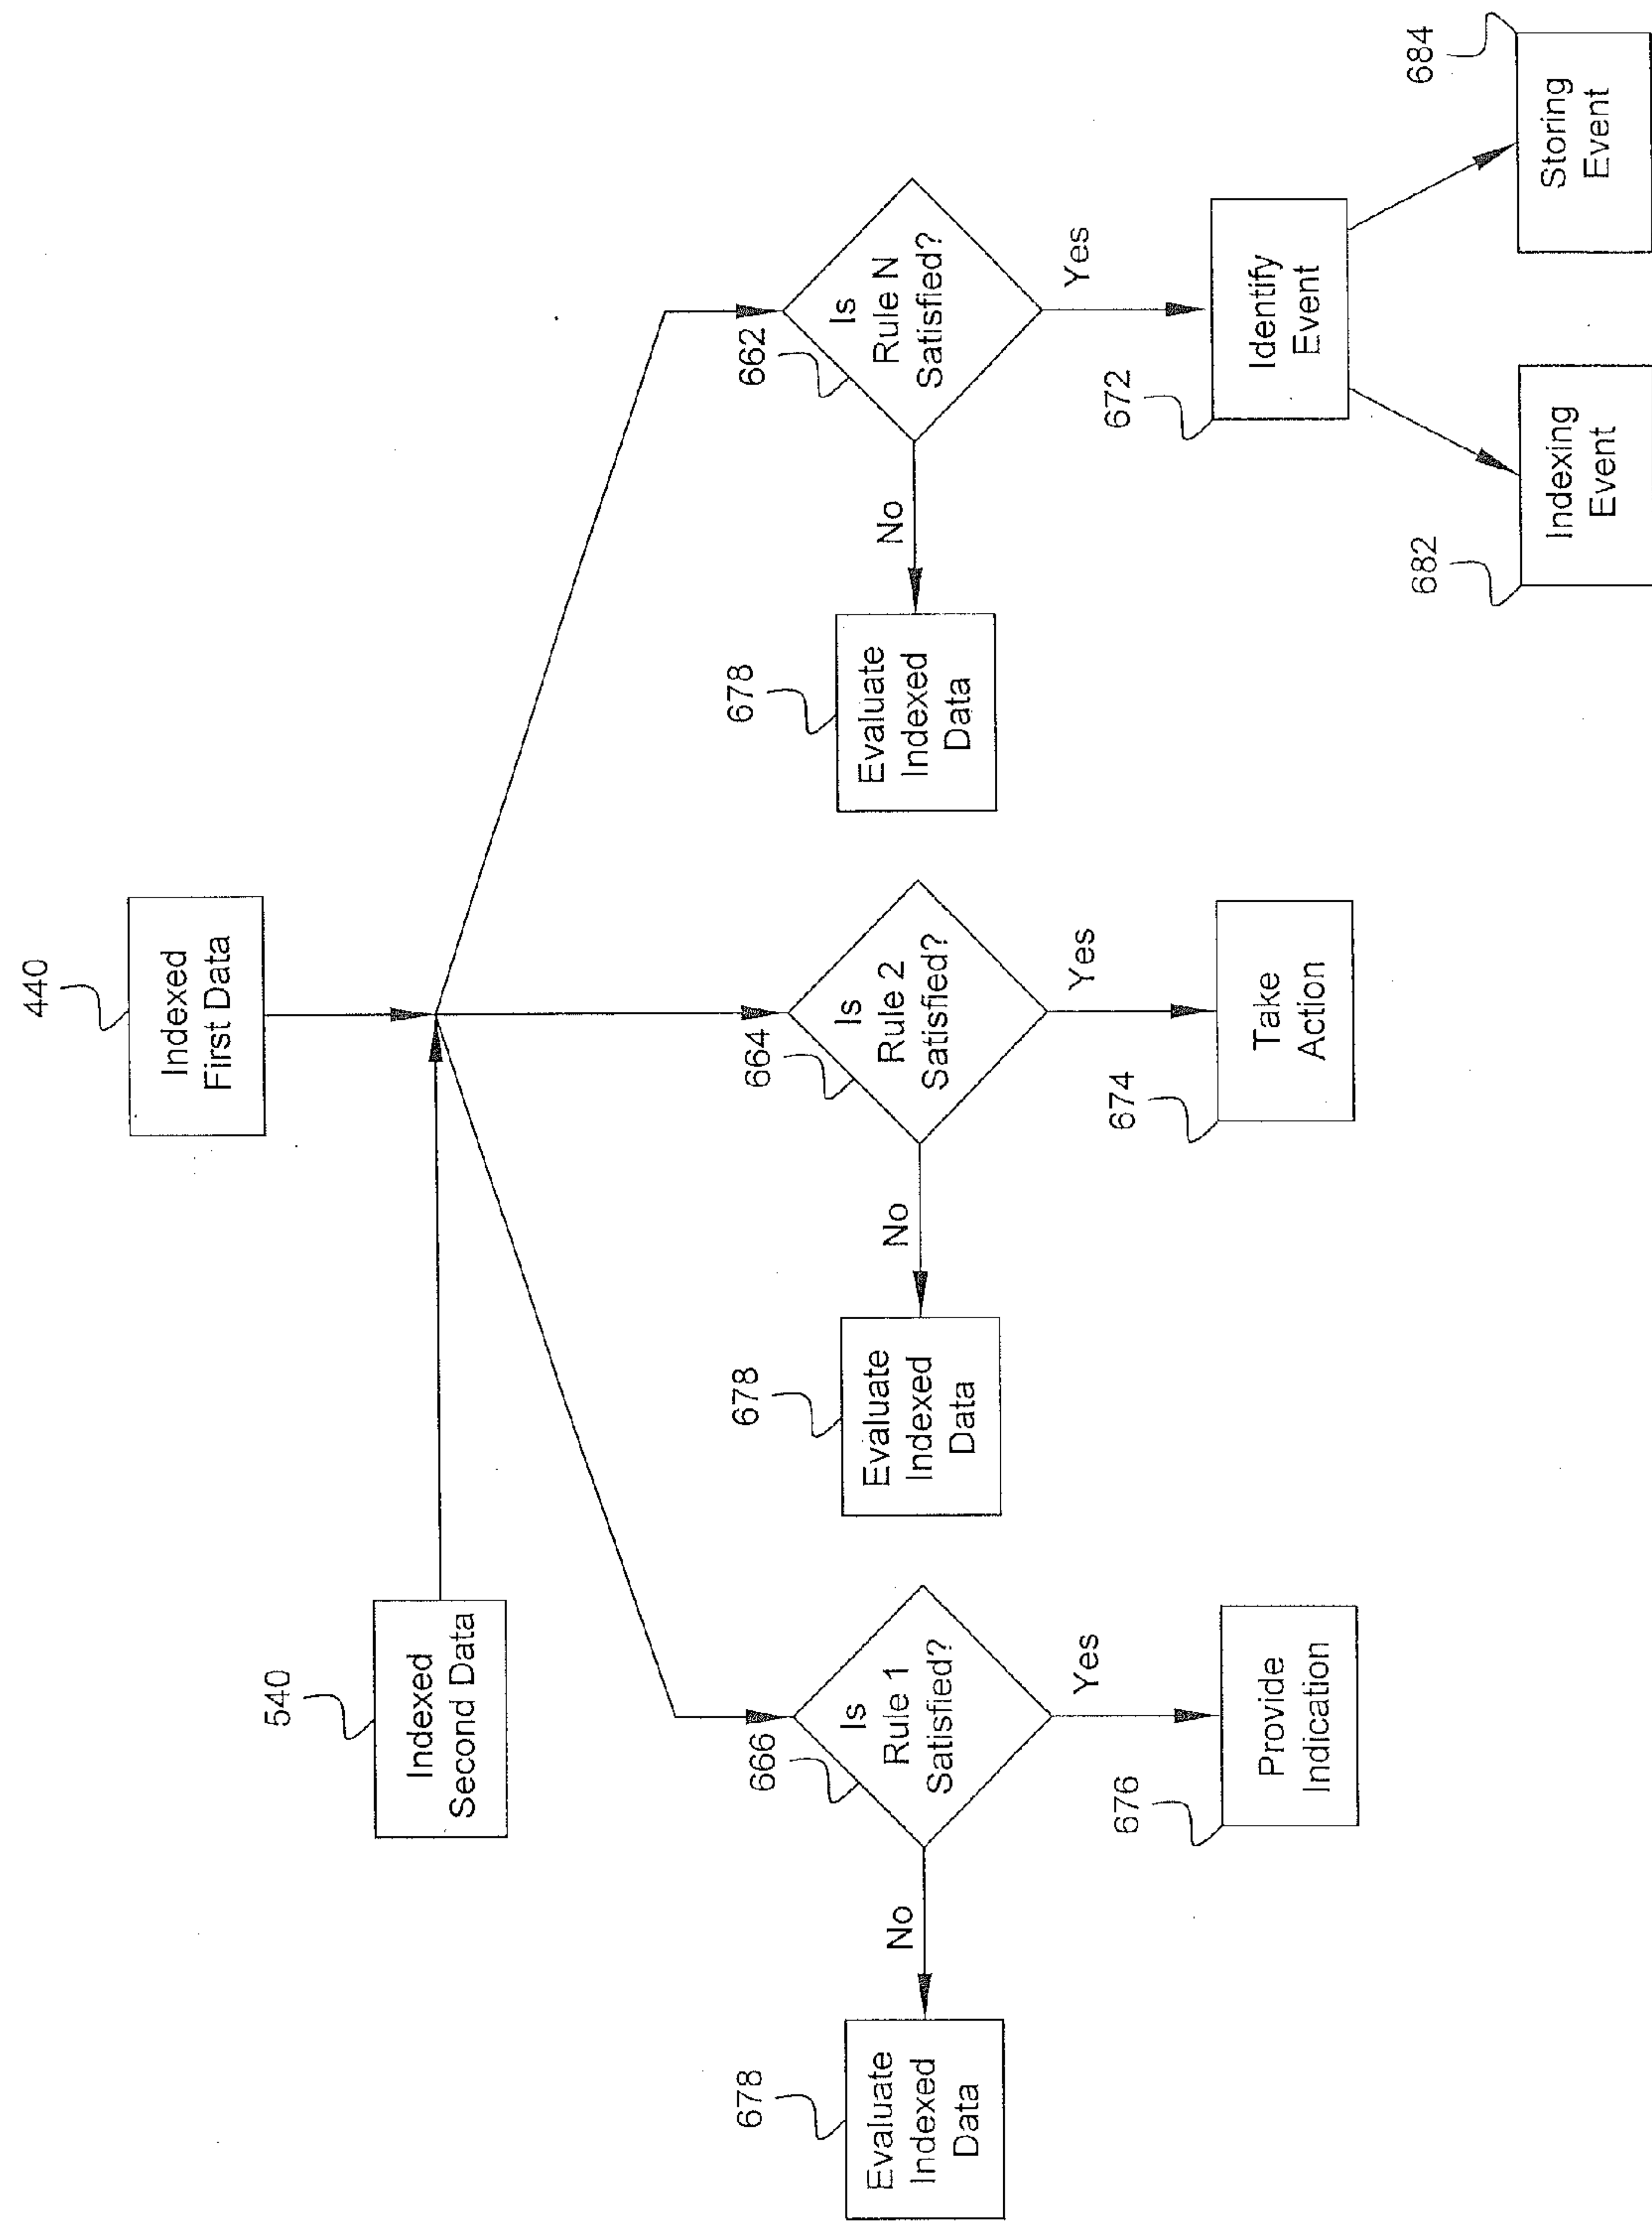 440
Indexed
First Data
540
Indexed
Second Data
678
Evaluate
Indexed
Data
No
666
Is
Rule 1
Satisfied?
Yes
676
Provide
Indication
678
Evaluate
Indexed
Data
No
664
Is
Rule 2
Satisfied?
Yes
674
Take
Action
678
Evaluate
Indexed
Data
No
662
Is
Rule N
Satisfied?
Yes
672
Identify
Event
682
Indexing
Event
684
Storing
Event